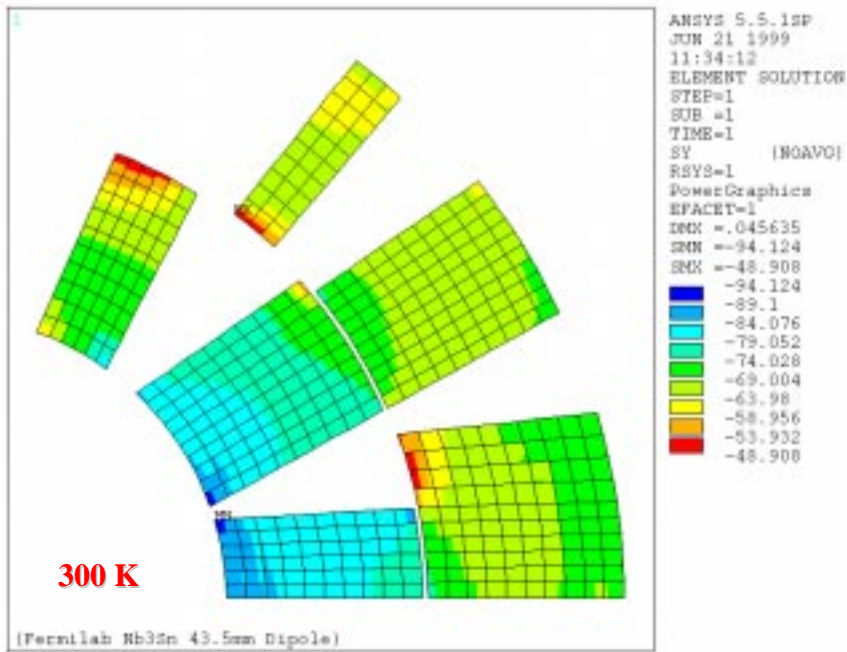 1
ANSYS 5.5.1SP
JUN 21 1999
11:34:12
ELEMENT SOLUTION
STEP=1
SUB =1
TIME=1
SY (NOAVG)
RSYS=1
PowerGraphics
EFACET=1
DMX =.045635
SMN =-94.124
SMX =-48.908
-94.124
-89.1
-84.076
-79.052
-74.028
-69.004
-63.98
-58.956
-53.932
-48.908
MN
300 K
(Fermilab Nb3Sn 43.5mm Dipole)